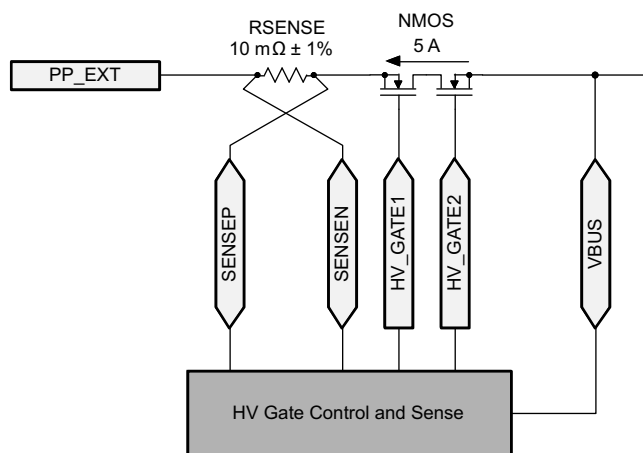 RSENSE
10 mΩ ± 1%
NMOS
5 A
PP_EXT
SENSEP
SENSEN
HV_GATE1
HV_GATE2
VBUS
HV Gate Control and Sense